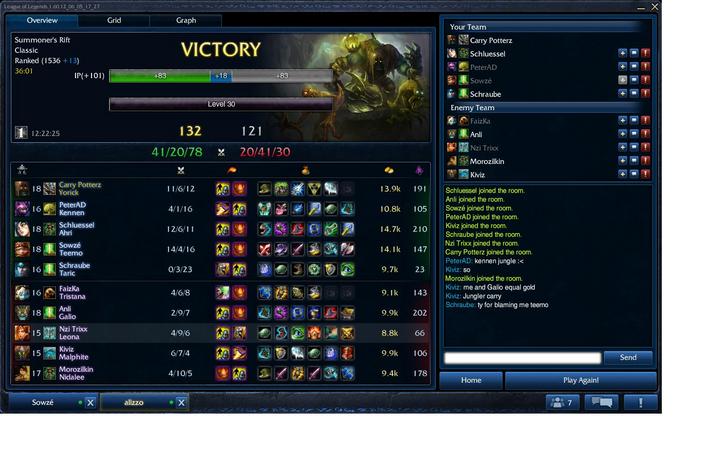 League of Legends 1.60.12_06_05_17_27
Overview Grid Graph
Summoner's Rift
Classic
Ranked (1536 +13)
36:01
VICTORY
IP(+101) +83 +18 +83
Level 30
12:22:25
132 121
41/20/78 20/41/30
18 Carry Potterz Yorick 11/6/12 13.9k 191
16 PeterAD Kennen 4/1/16 10.8k 105
18 Schluessel Ahri 12/6/11 14.7k 210
18 Sowzé Teemo 14/4/16 14.1k 147
16 Schraube Taric 0/3/23 9.7k 23
16 FaizKa Tristana 4/6/8 9.1k 143
18 Anli Galio 2/9/7 9.9k 202
15 Nzi Trixx Leona 4/9/6 8.8k 66
15 Kiviz Malphite 6/7/4 9.9k 106
17 Morozilkin Nidalee 4/10/5 9.4k 178
Your Team
Carry Potterz
Schluessel
PeterAD
Sowzé
Schraube
Enemy Team
FaizKa
Anli
Nzi Trixx
Morozilkin
Kiviz
Schluessel joined the room.
Anli joined the room.
Sowzé joined the room.
PeterAD joined the room.
Kiviz joined the room.
Schraube joined the room.
Nzi Trixx joined the room.
Carry Potterz joined the room.
PeterAD: kennen jungle :<
Kiviz: so
Morozilkin joined the room.
Kiviz: me and Galio equal gold
Kiviz: Jungler carry
Schraube: ty for blaming me teemo
Send
Home Play Again!
Sowzé alizzo 7